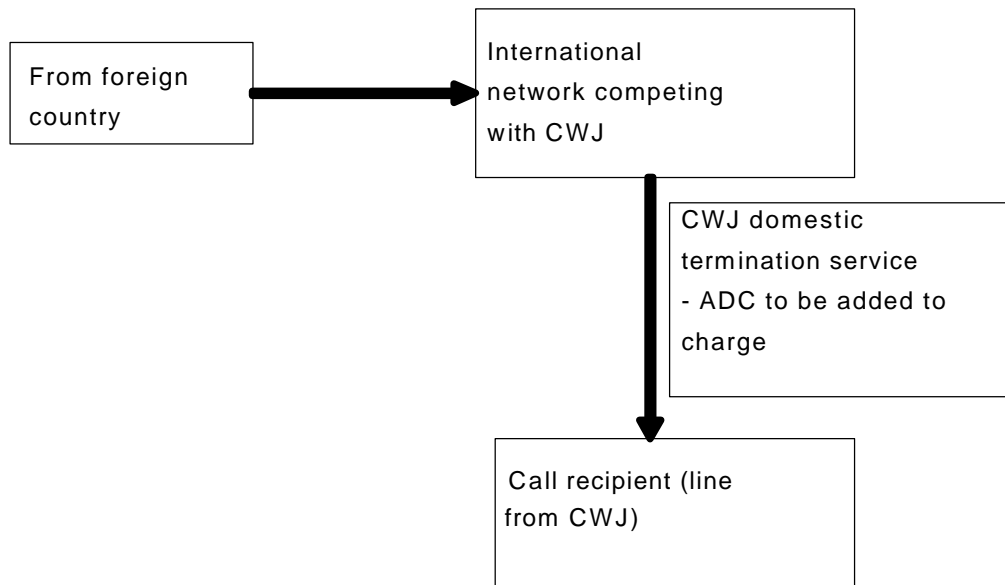 From foreign
country
International
network competing
with CWJ
CWJ domestic
termination service
- ADC to be added to
charge
Call recipient (line
from CWJ)